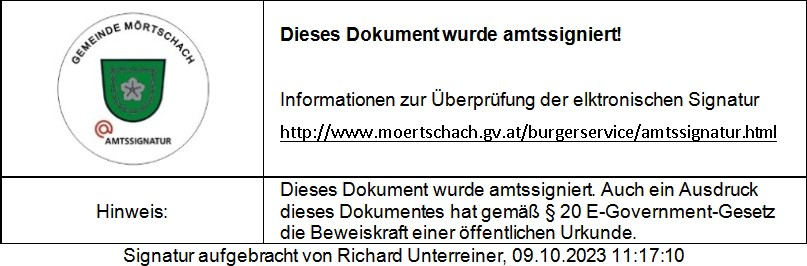 GEMEINDE MÖRTSCHACH
@AMTSSIGNATUR
Dieses Dokument wurde amtssigniert!
Informationen zur Überprüfung der elktronischen Signatur
http://www.moertschach.gv.at/burgerservice/amtssignatur.html
Hinweis:
Dieses Dokument wurde amtssigniert. Auch ein Ausdruck
dieses Dokumentes hat gemäß § 20 E-Government-Gesetz
die Beweiskraft einer öffentlichen Urkunde.
Signatur aufgebracht von Richard Unterreiner, 09.10.2023 11:17:10